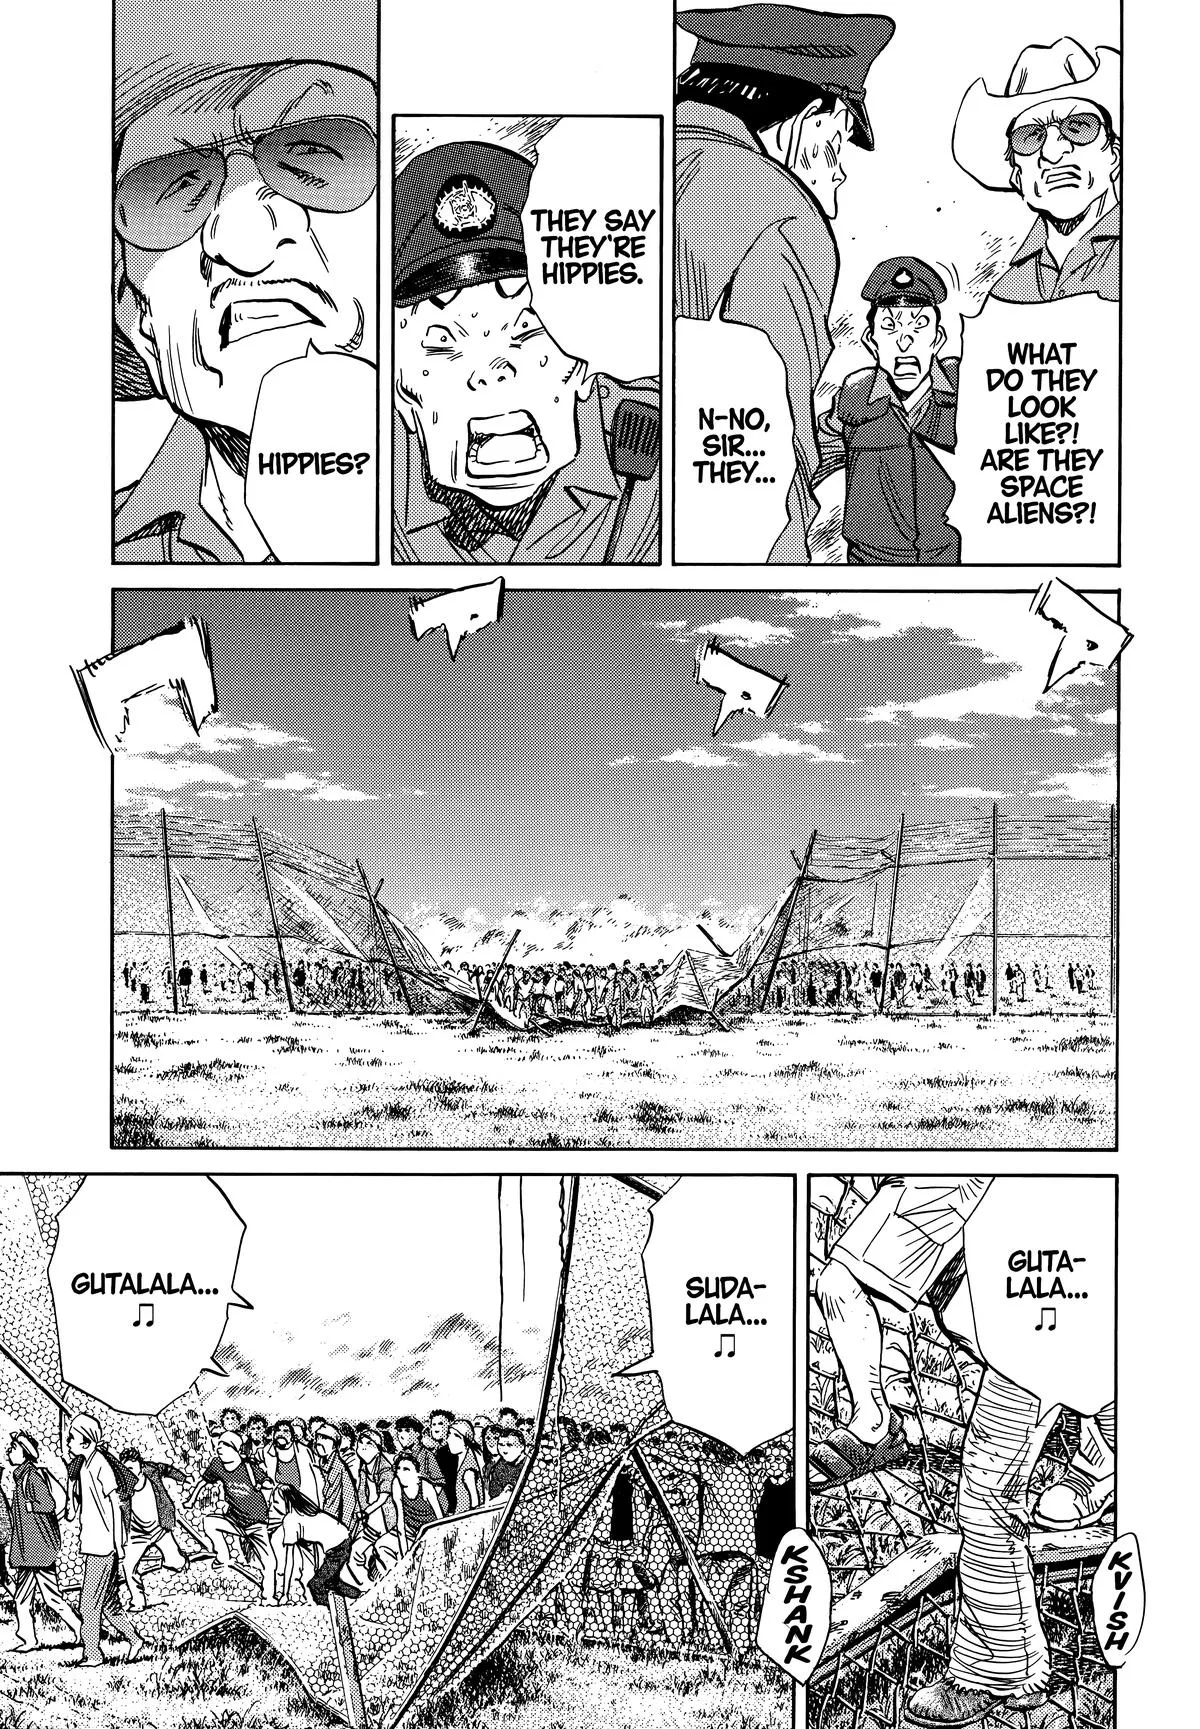 WHAT
DO THEY
LOOK
LIKE?!
ARE THEY
SPACE
ALIENS?!
N-NO,
SIR...
THEY...
THEY SAY
THEY'RE
HIPPIES.
HIPPIES?
GUTA-
LALA...
♫
KVISH
KSHANK
SUDA-
LALA...
♫
GUTALALA...
♫